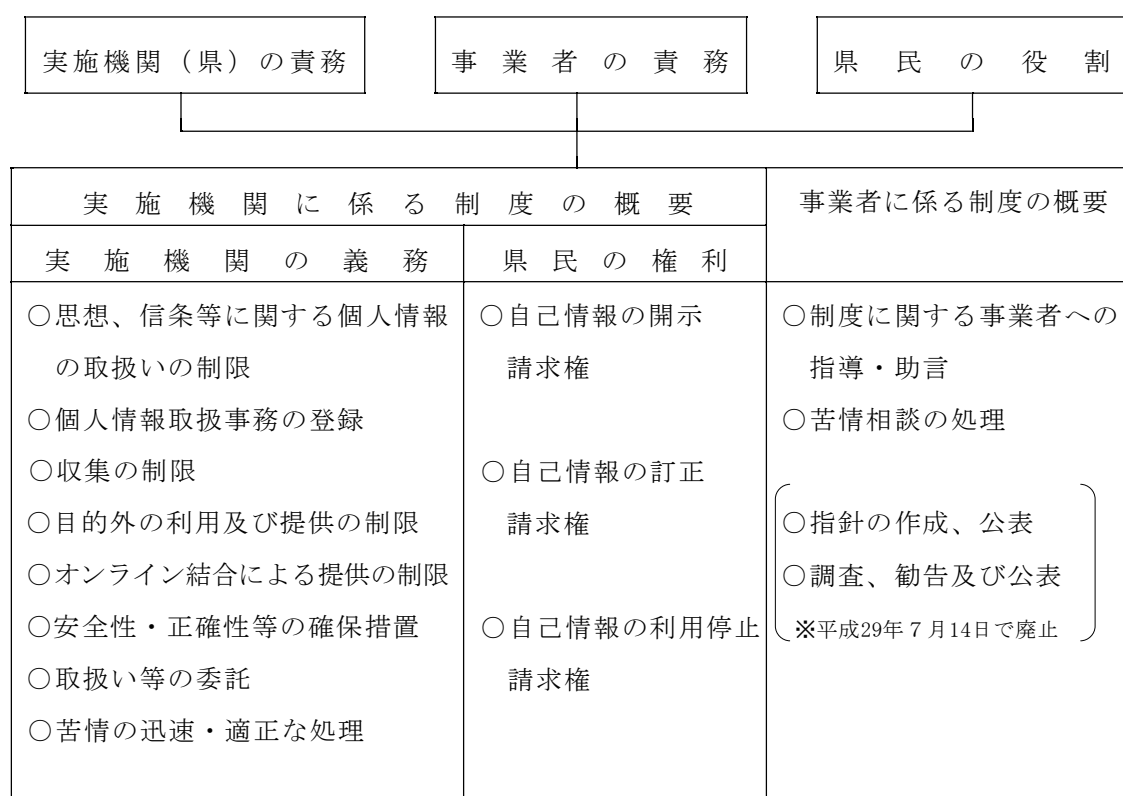 実施機関（県）の責務
事業者の責務
県民の役割
実施機関に係る制度の概要
事業者に係る制度の概要
実施機関の義務
県民の権利
○思想、信条等に関する個人情報
の取扱いの制限
○個人情報取扱事務の登録
○収集の制限
○目的外の利用及び提供の制限
○オンライン結合による提供の制限
○安全性・正確性等の確保措置
○取扱い等の委託
○苦情の迅速・適正な処理
○自己情報の開示
請求権
○自己情報の訂正
請求権
○自己情報の利用停止
請求権
○制度に関する事業者への
指導・助言
○苦情相談の処理
○指針の作成、公表
○調査、勧告及び公表
※平成29年７月14日で廃止